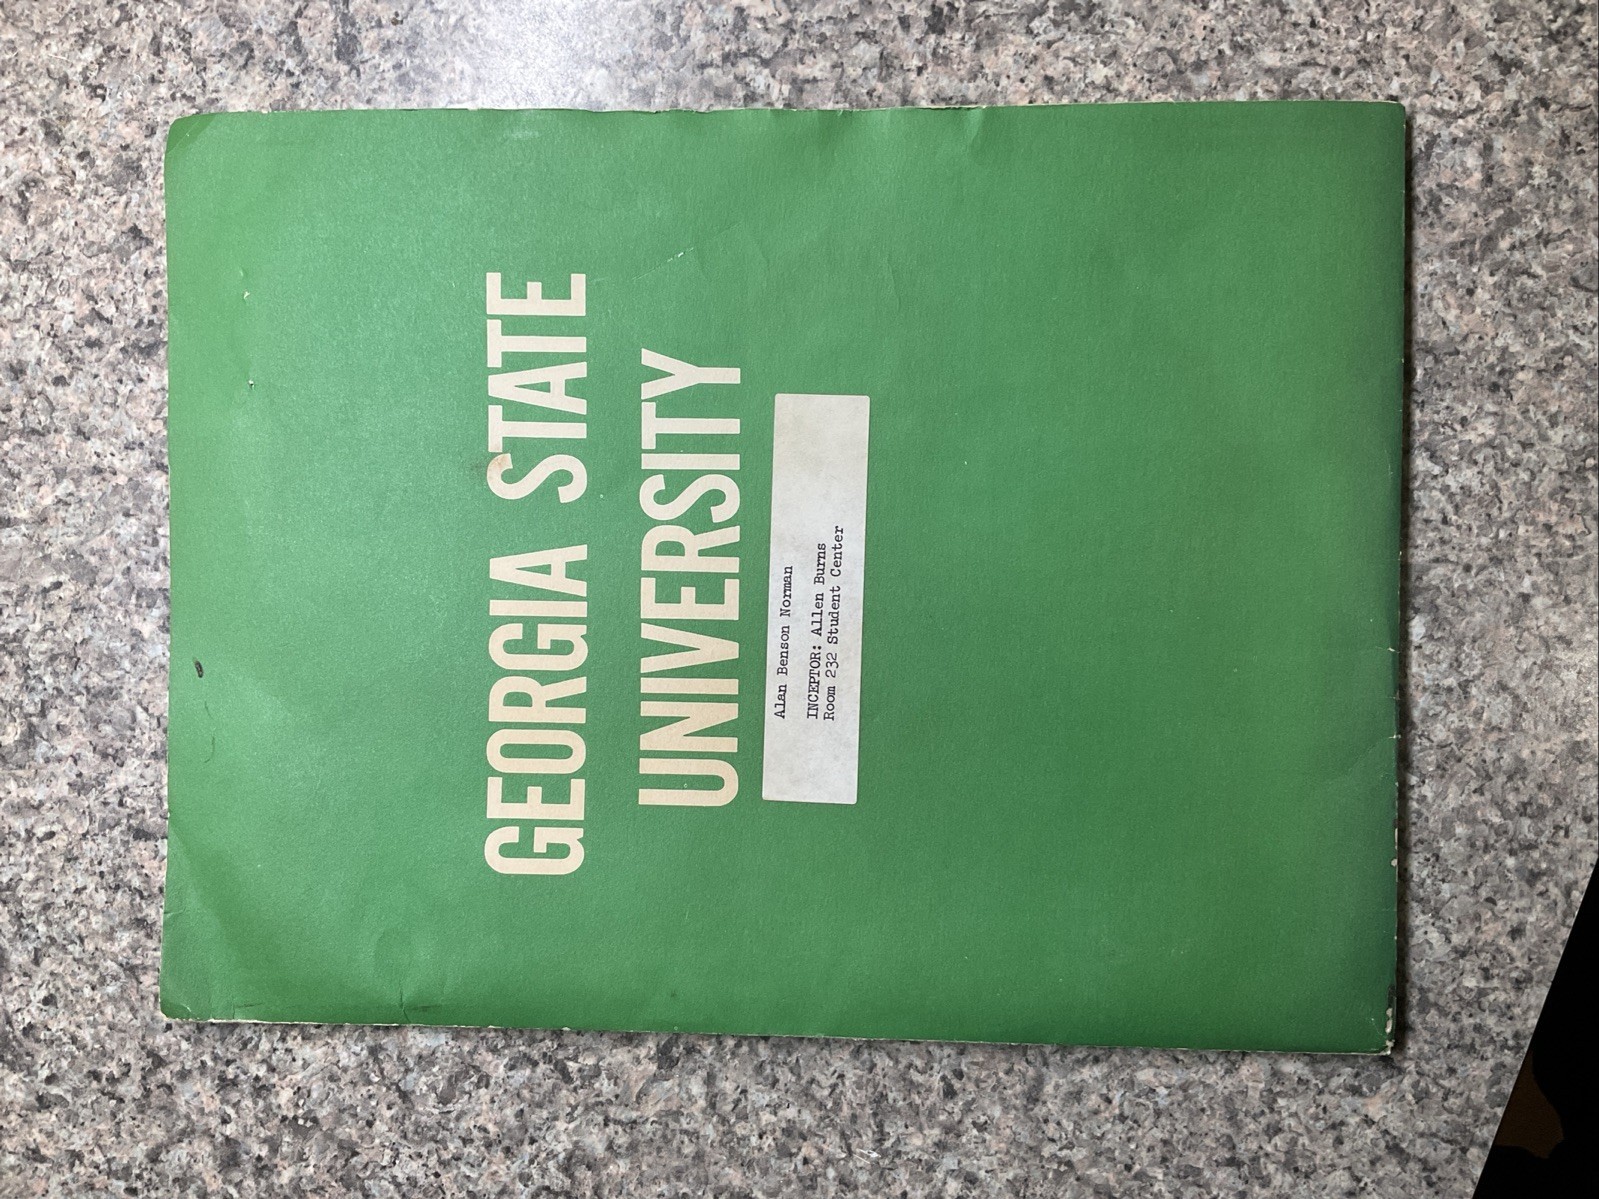 GEORGIA STATE
UNIVERSITY
Alan Benson Norman
INCEPTOR: Allen Burns
Room 232 Student Center